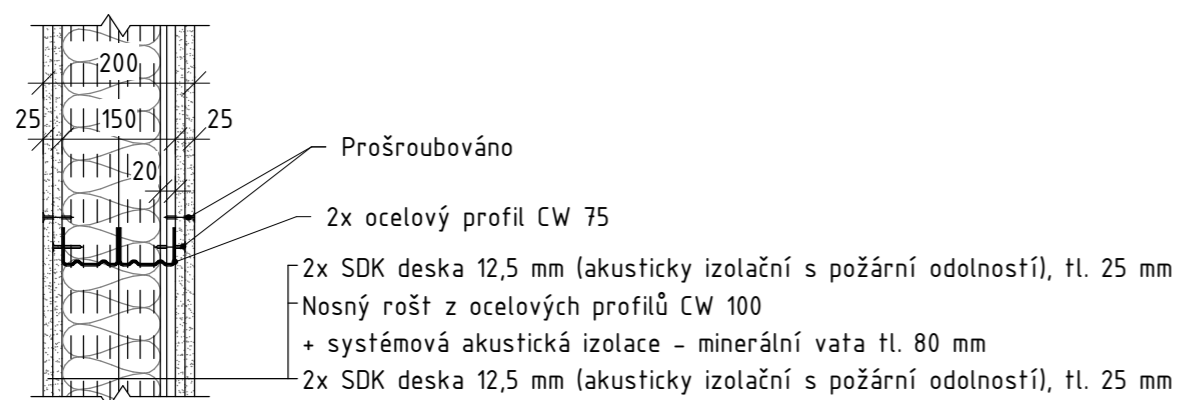 200
25 150 25
20
Prošroubováno
2x ocelový profil CW 75
2x SDK deska 12,5 mm (akusticky izolační s požární odolností), tl. 25 mm
Nosný rošt z ocelových profilů CW 100
+ systémová akustická izolace - minerální vata tl. 80 mm
2x SDK deska 12,5 mm (akusticky izolační s požární odolností), tl. 25 mm